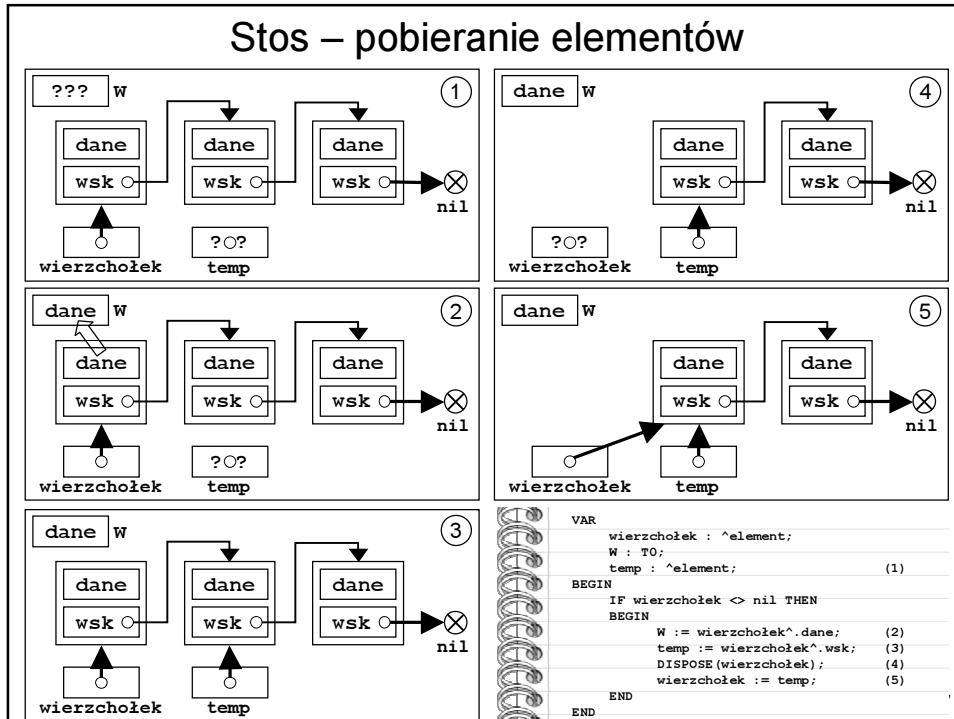 Stos – pobieranie elementów
??? W 1
dane dane dane
wsk wsk wsk
nil
??
wierzchołek temp
dane W 2
dane dane dane
wsk wsk wsk
nil
??
wierzchołek temp
dane W 3
dane dane dane
wsk wsk wsk
nil
wierzchołek temp
dane W 4
dane dane
wsk wsk
nil
??
wierzchołek temp
dane W 5
dane dane
wsk wsk
nil
wierzchołek temp
VAR
wierzchołek : ^element;
W : TO;
temp : ^element; (1)
BEGIN
IF wierzchołek <> nil THEN
BEGIN
W := wierzchołek^.dane; (2)
temp := wierzchołek^.wsk; (3)
DISPOSE(wierzchołek); (4)
wierzchołek := temp; (5)
END
END